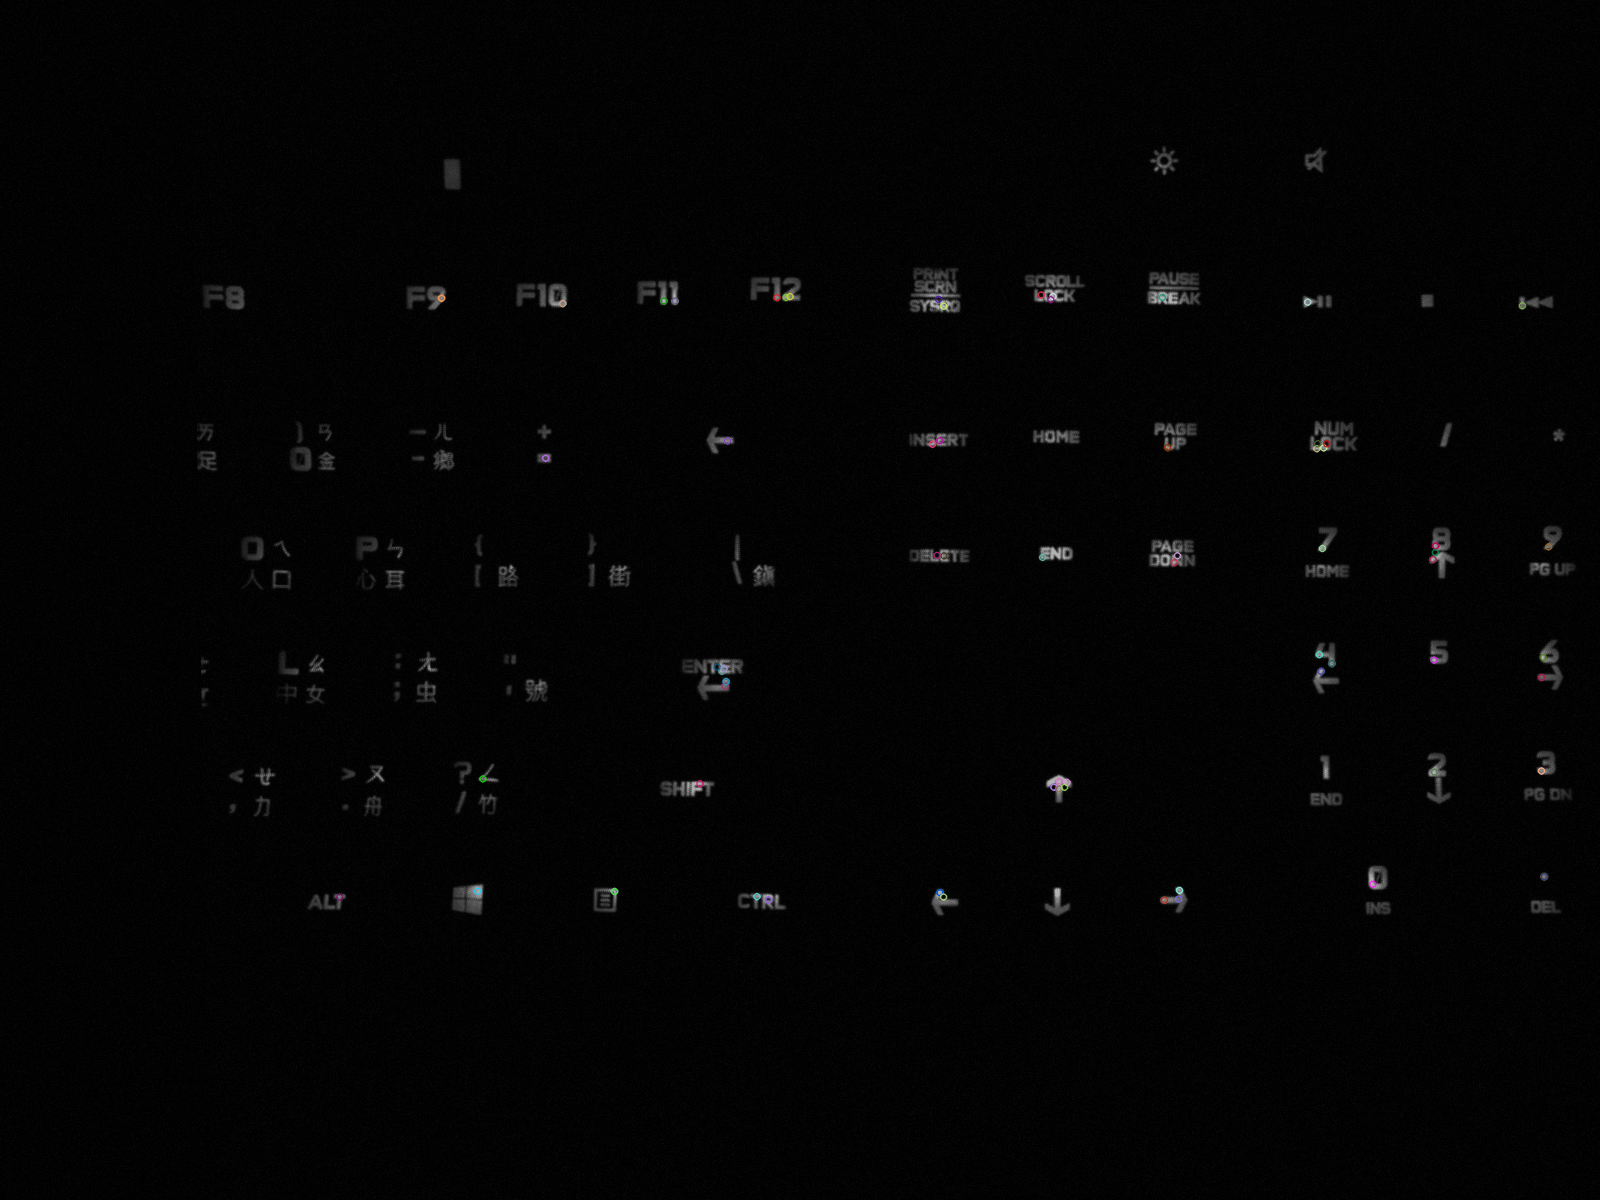 F8 F9 F10 F11 F12 PRINT SCRN SYSRQ SCROLL LOCK PAUSE BREAK
ㄞ ) ㄢ — ㄦ + ← INSERT HOME PAGE UP NUM LOCK / *
足 0 金 - 鄉 =
O ㄟ P ㄣ { } | DELETE END PAGE DOWN 7 8 9
人 口 心 耳 [ 路 ] 街 \ 鎮 HOME ↑ PG UP
L ㄠ : ㄤ " ENTER 4 5 6
中 女 ; 虫 ' 號 ← ← →
< ㄝ > ㄡ ? ㄥ SHIFT ↑ 1 2 3
, 力 . 舟 / 竹 END ↓ PG DN
ALT CTRL ← ↓ → 0 .
INS DEL